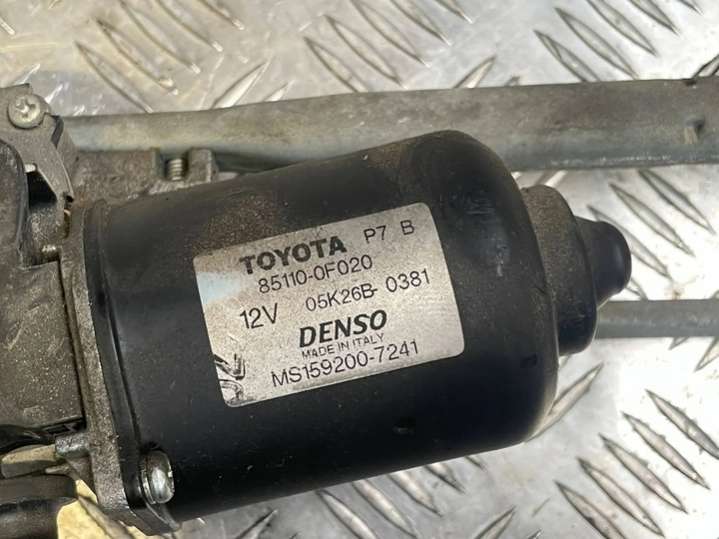 TOYOTA P7 B
85110-0F020
12V 05K26B-0381
DENSO
MADE IN ITALY
MS159200-7241